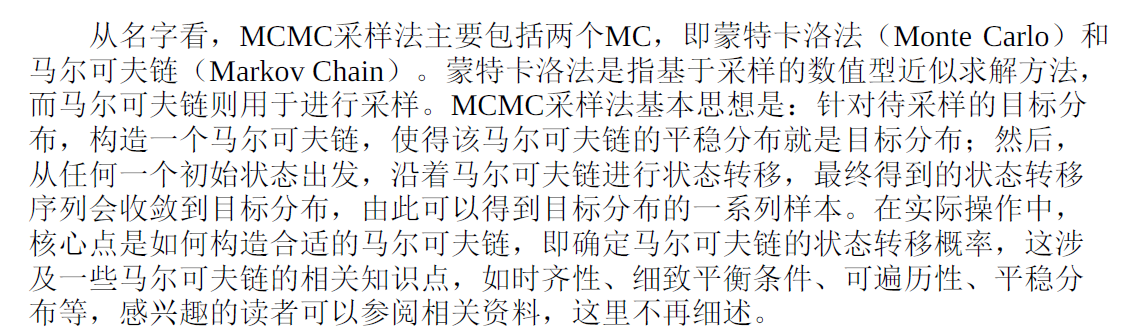 从名字看，MCMC采样法主要包括两个MC，即蒙特卡洛法（Monte Carlo）和
马尔可夫链（Markov Chain）。蒙特卡洛法是指基于采样的数值型近似求解方法，
而马尔可夫链则用于进行采样。MCMC采样法基本思想是：针对待采样的目标分
布，构造一个马尔可夫链，使得该马尔可夫链的平稳分布就是目标分布；然后，
从任何一个初始状态出发，沿着马尔可夫链进行状态转移，最终得到的状态转移
序列会收敛到目标分布，由此可以得到目标分布的一系列样本。在实际操作中，
核心点是如何构造合适的马尔可夫链，即确定马尔可夫链的状态转移概率，这涉
及一些马尔可夫链的相关知识点，如时齐性、细致平衡条件、可遍历性、平稳分
布等，感兴趣的读者可以参阅相关资料，这里不再细述。